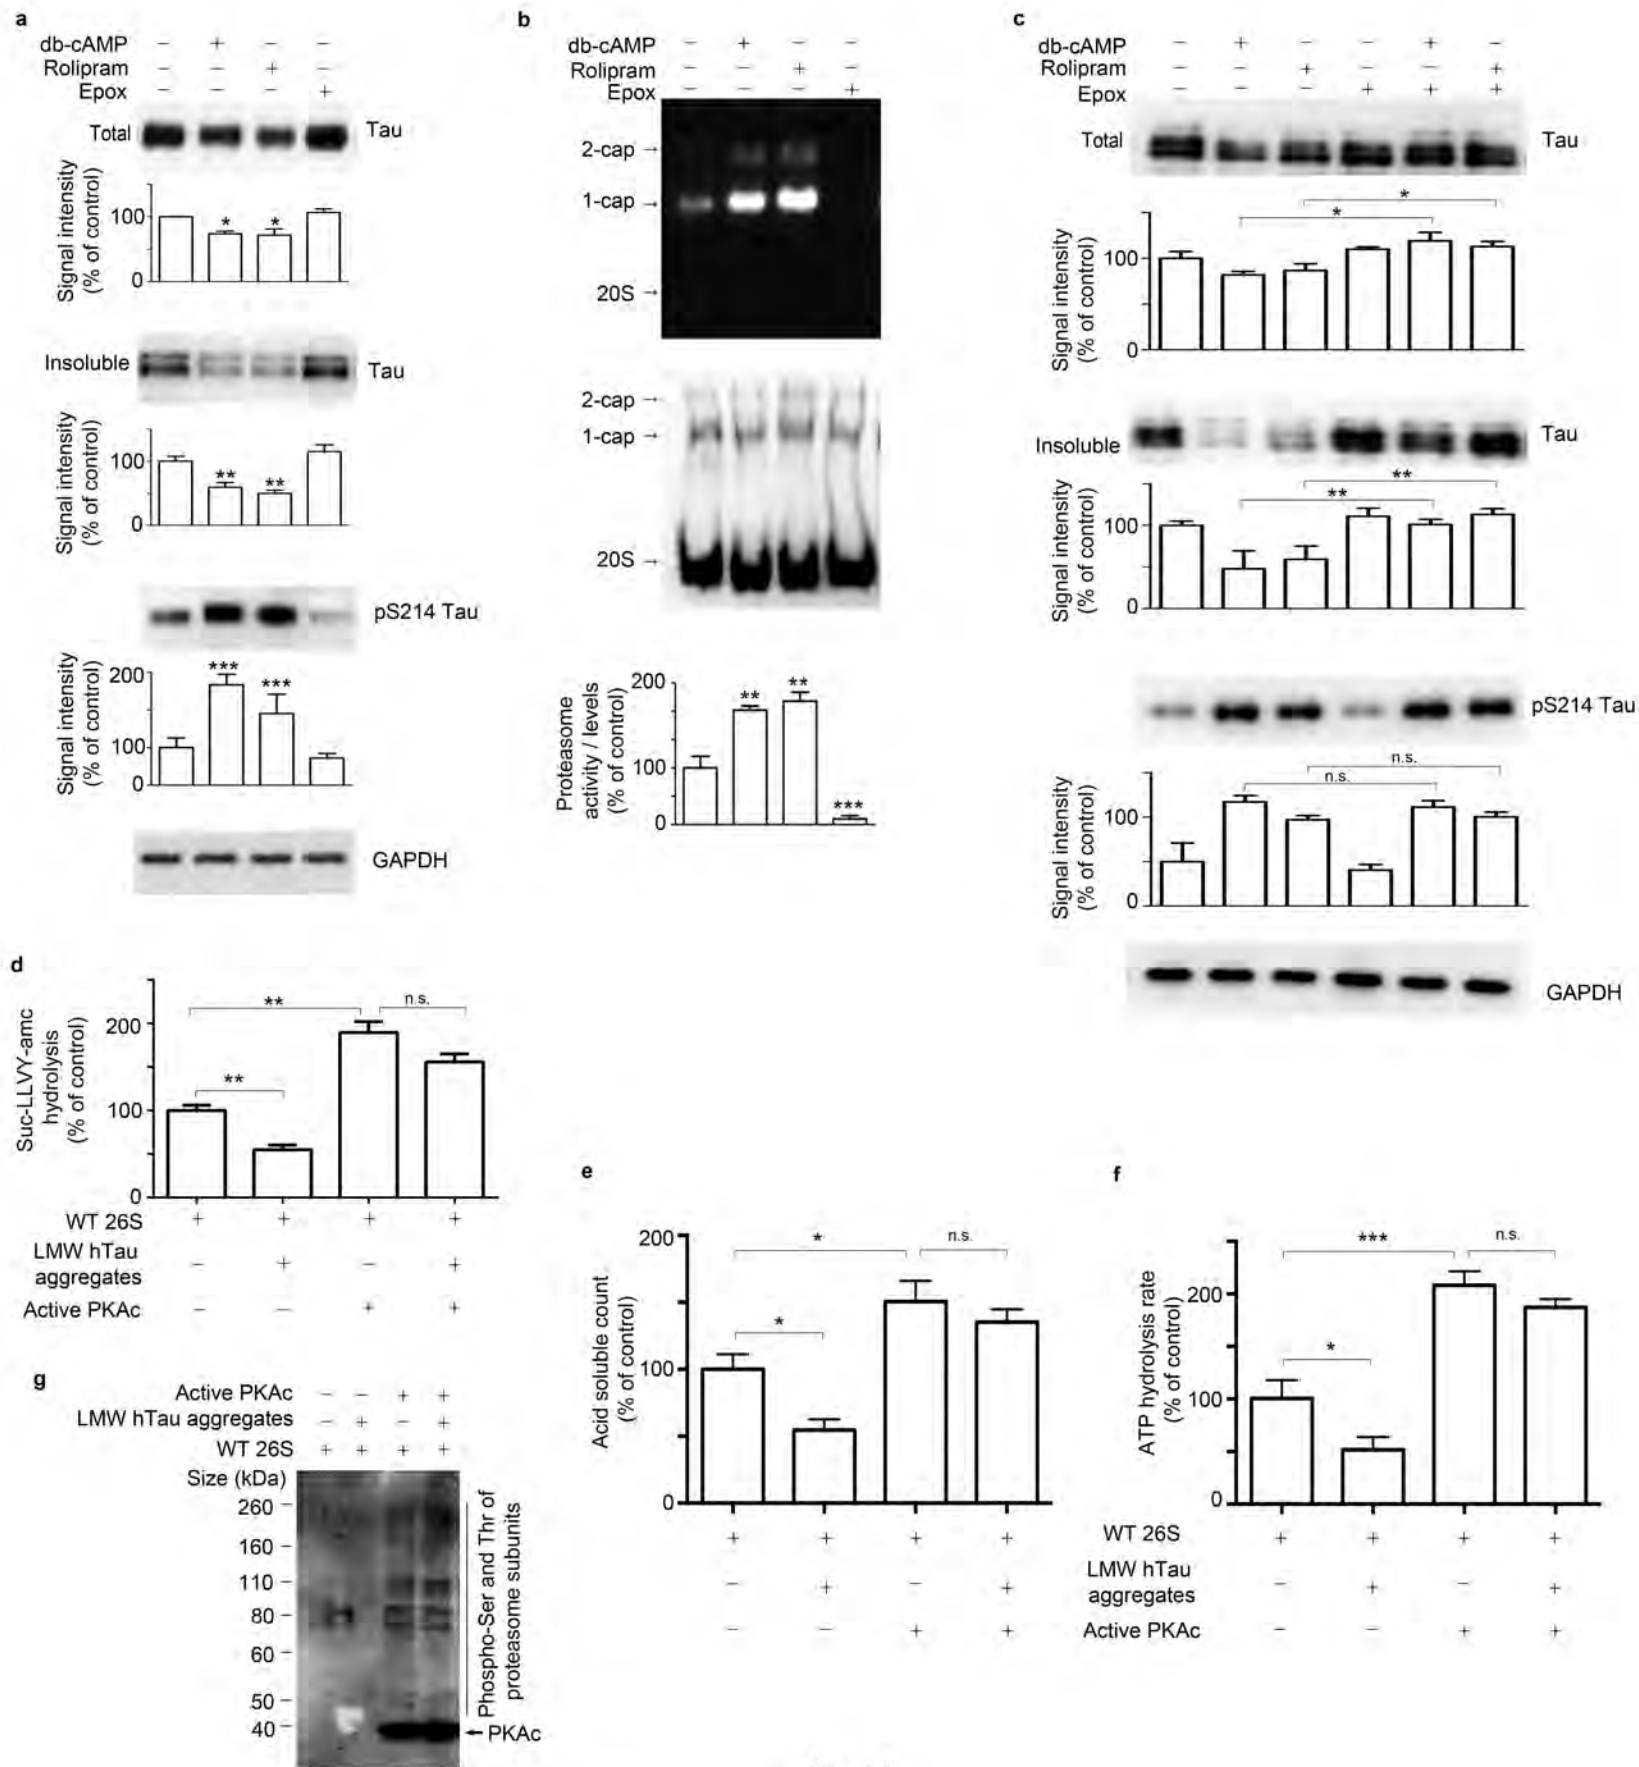 a
db-cAMP – + – –
Rolipram – – + –
Epox – – – +
Total
Tau
Signal intensity
(% of control)
100
0
* *
Insoluble
Tau
Signal intensity
(% of control)
100
0
** **
pS214 Tau
Signal intensity
(% of control)
200
100
0
*** ***
GAPDH
b
db-cAMP – + – –
Rolipram – – + –
Epox – – – +
2-cap →
1-cap →
20S →
2-cap →
1-cap →
20S →
Proteasome
activity / levels
(% of control)
200
100
0
** ** ***
c
db-cAMP – + – – + –
Rolipram – – + – – +
Epox – – – + + +
Total
Tau
Signal intensity
(% of control)
100
0
*
*
Insoluble
Tau
Signal intensity
(% of control)
100
0
**
**
pS214 Tau
Signal intensity
(% of control)
100
0
n.s.
n.s.
GAPDH
d
Suc-LLVY-amc
hydrolysis
(% of control)
200
100
0
** n.s.
**
WT 26S + + + +
LMW hTau
aggregates – + – +
Active PKAc – – + +
e
Acid soluble count
(% of control)
200
100
0
* n.s.
*
+ + + +
– + – +
– – + +
f
ATP hydrolysis rate
(% of control)
200
100
0
*** n.s.
*
WT 26S + + + +
LMW hTau
aggregates – + – +
Active PKAc – – + +
g
Active PKAc – – + +
LMW hTau aggregates – + – +
WT 26S + + + +
Size (kDa)
260
160
110
80
60
50
40
Phospho-Ser and Thr of
proteasome subunits
← PKAc